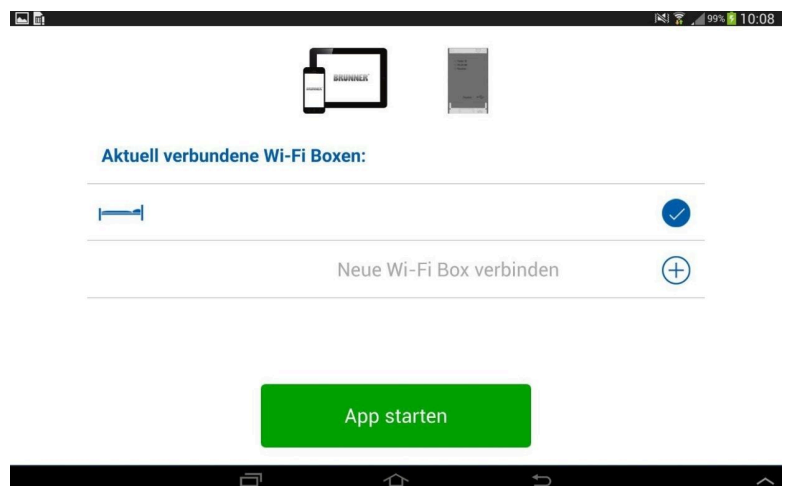 99% 10:08
BRUNNER
Aktuell verbundene Wi-Fi Boxen:
Neue Wi-Fi Box verbinden
App starten